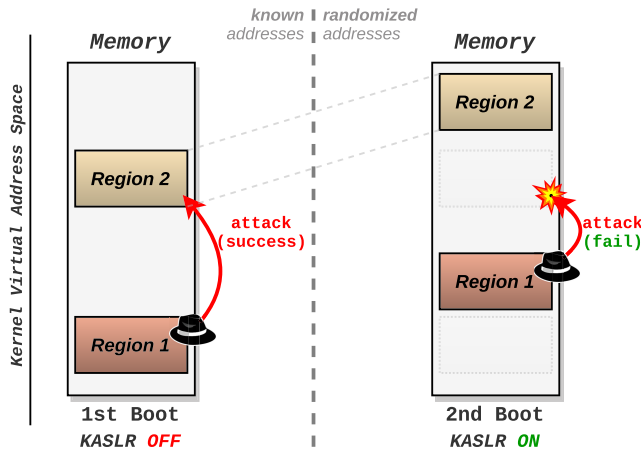 known
addresses
randomized
addresses
Memory
Memory
Kernel Virtual Address Space
Region 2
Region 2
attack
(success)
attack
(fail)
Region 1
Region 1
1st Boot
KASLR OFF
2nd Boot
KASLR ON